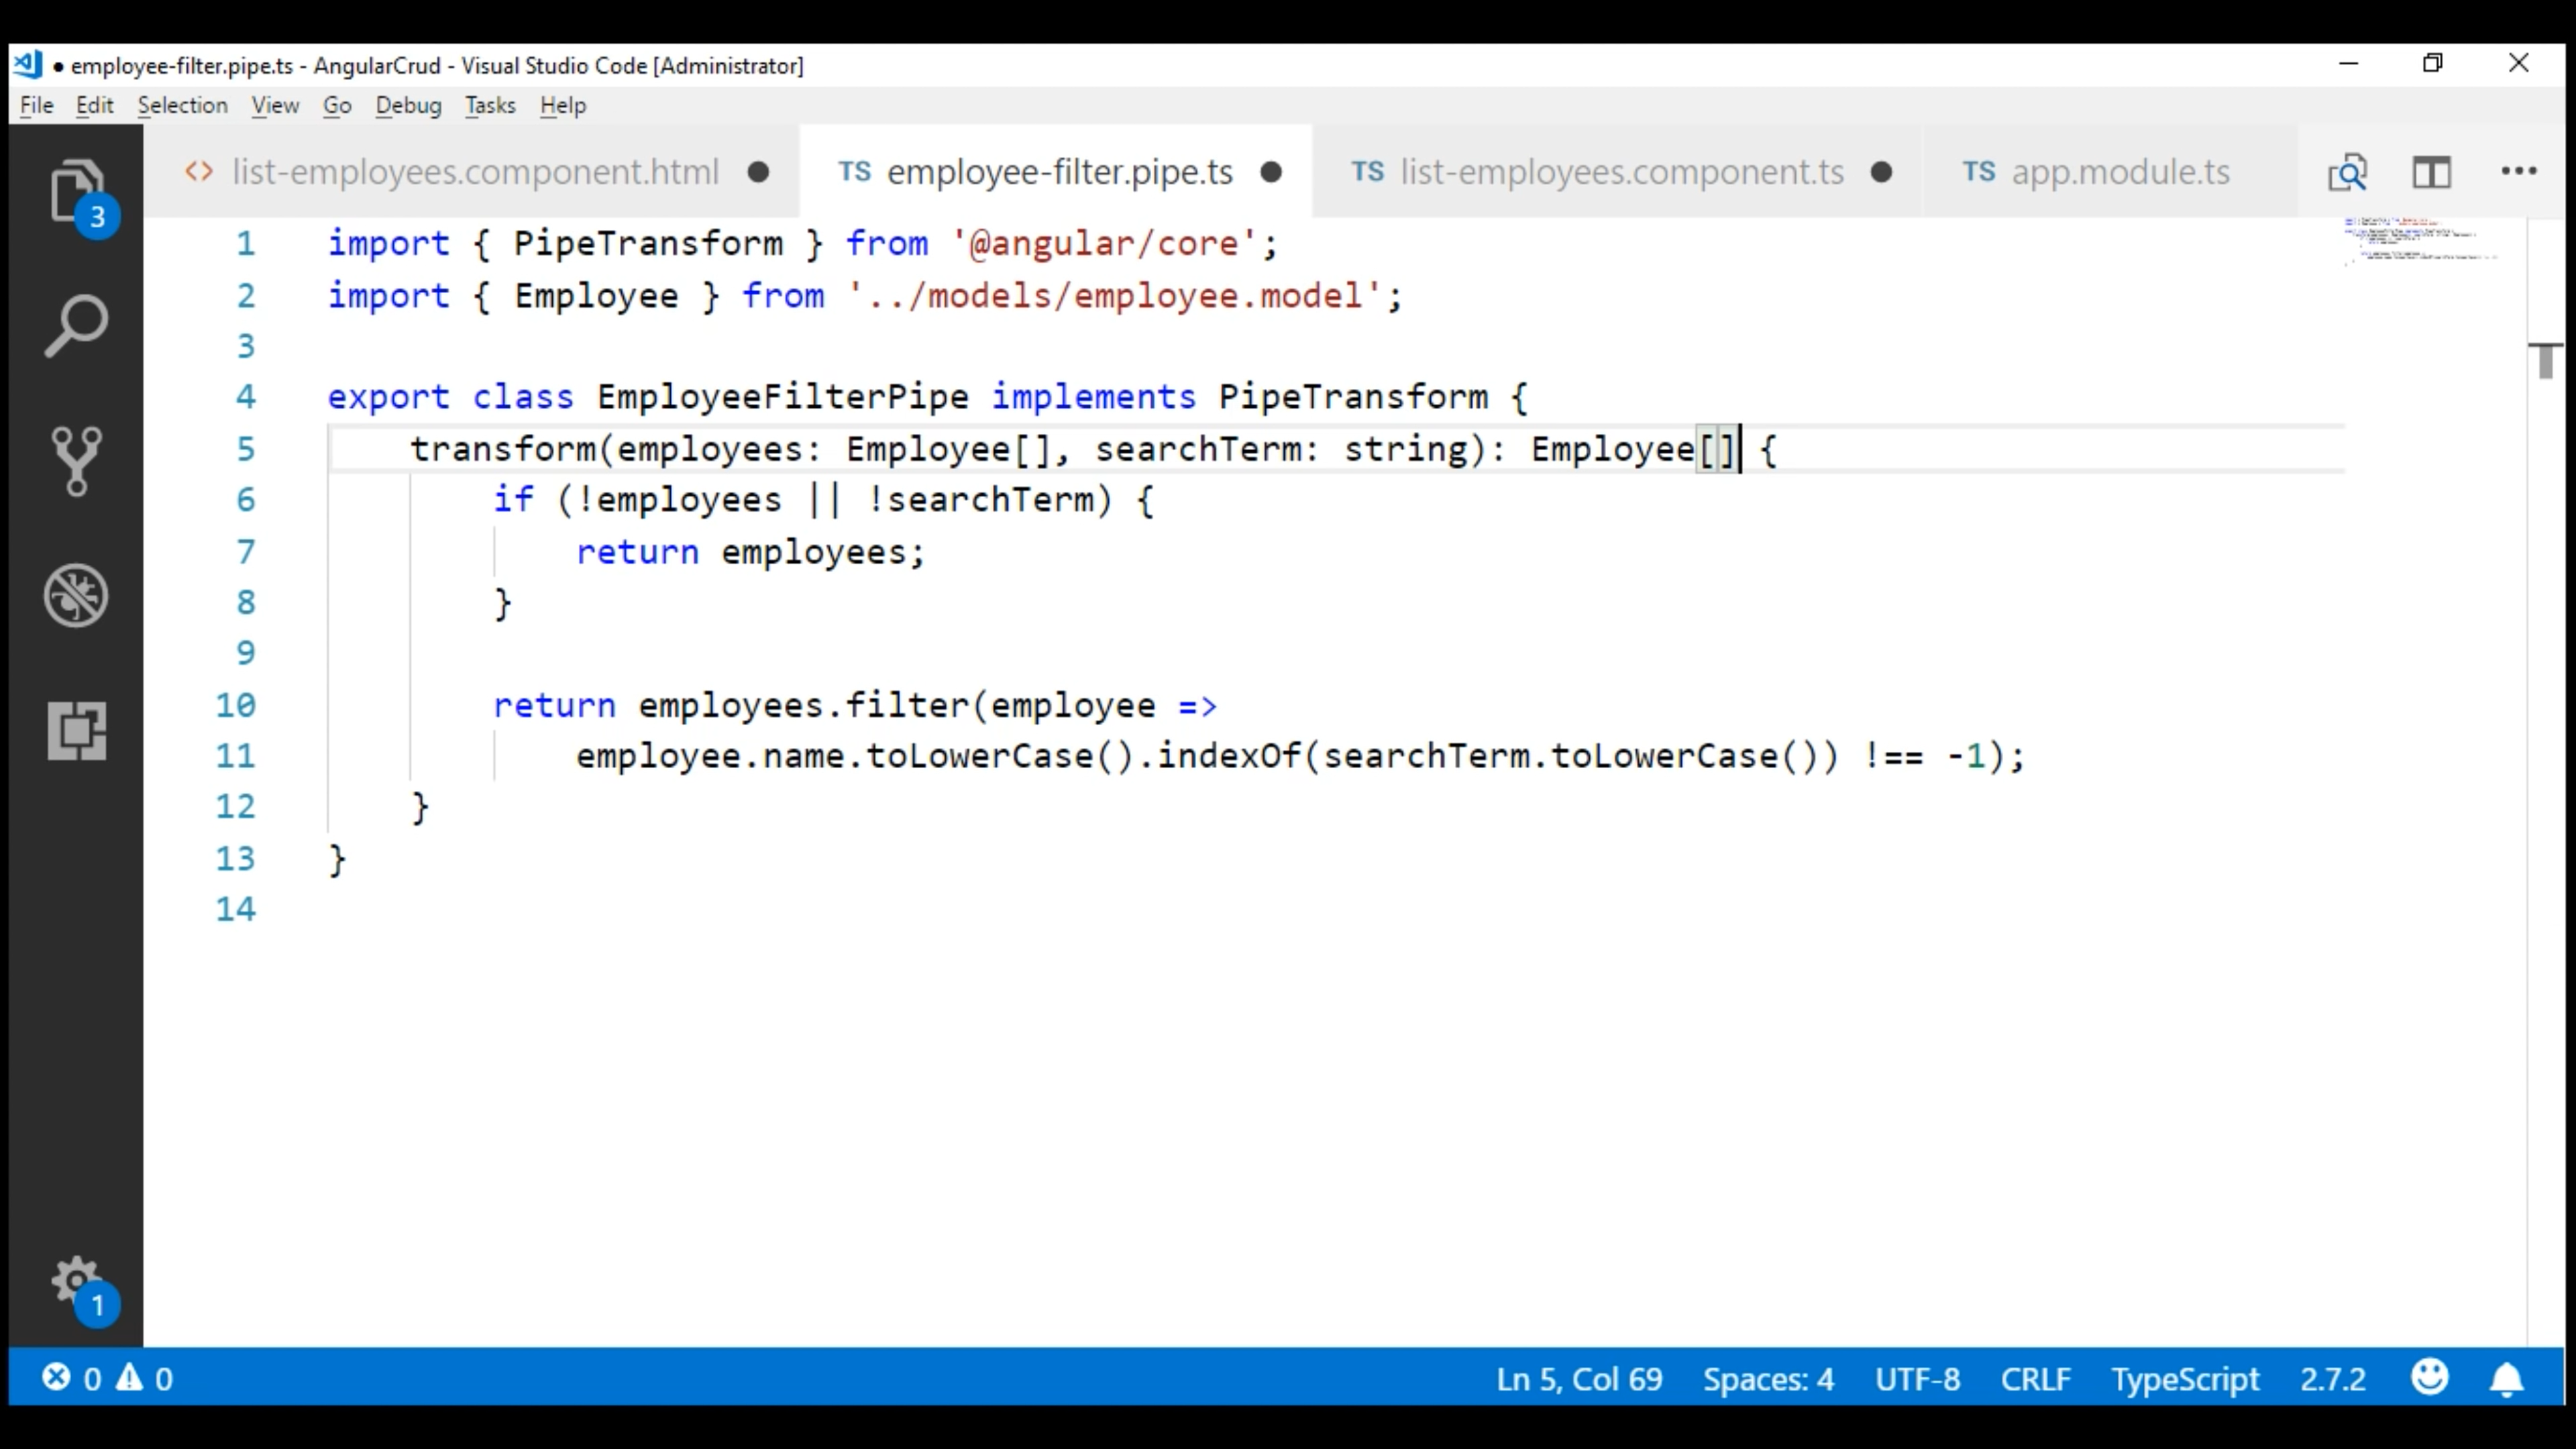 ● employee-filter.pipe.ts - AngularCrud - Visual Studio Code [Administrator]
File Edit Selection View Go Debug Tasks Help
<> list-employees.component.html ● TS employee-filter.pipe.ts ● TS list-employees.component.ts ● TS app.module.ts
3
1 import { PipeTransform } from '@angular/core';
2 import { Employee } from '../models/employee.model';
3
4 export class EmployeeFilterPipe implements PipeTransform {
5     transform(employees: Employee[], searchTerm: string): Employee[] {
6         if (!employees || !searchTerm) {
7             return employees;
8         }
9
10         return employees.filter(employee =>
11             employee.name.toLowerCase().indexOf(searchTerm.toLowerCase()) !== -1);
12     }
13 }
14
1
0 0 Ln 5, Col 69 Spaces: 4 UTF-8 CRLF TypeScript 2.7.2